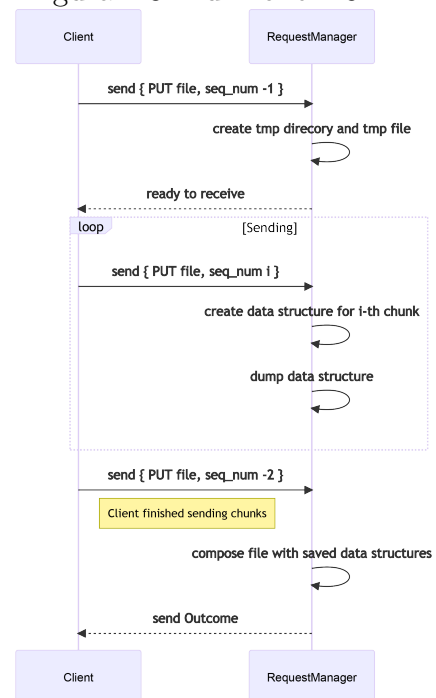 Client RequestManager
send { PUT file, seq_num -1 }
create tmp direcory and tmp file
ready to receive
loop [Sending]
send { PUT file, seq_num i }
create data structure for i-th chunk
dump data structure
send { PUT file, seq_num -2 }
Client finished sending chunks
compose file with saved data structures
send Outcome
Client RequestManager